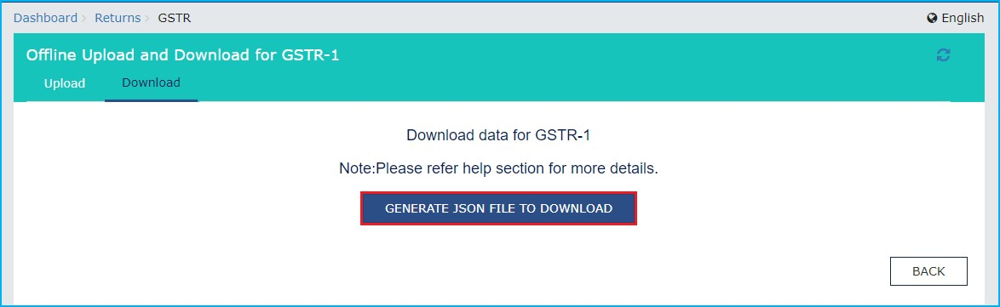 Dashboard › Returns › GSTR
English
Offline Upload and Download for GSTR-1
Upload Download
Download data for GSTR-1
Note:Please refer help section for more details.
GENERATE JSON FILE TO DOWNLOAD
BACK